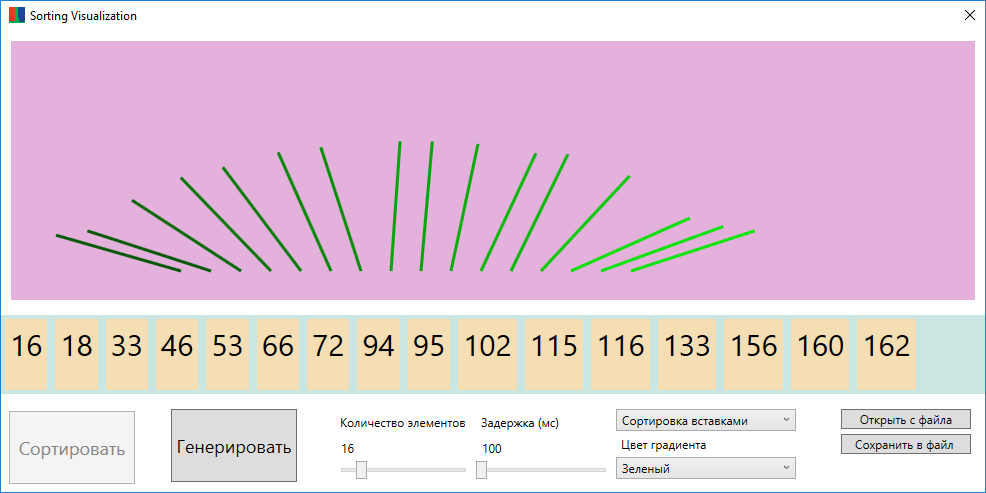 Sorting Visualization
16 18 33 46 53 66 72 94 95 102 115 116 133 156 160 162
Сортировать
Генерировать
Количество элементов
16
Задержка (мс)
100
Сортировка вставками
Цвет градиента
Зеленый
Открыть с файла
Сохранить в файл